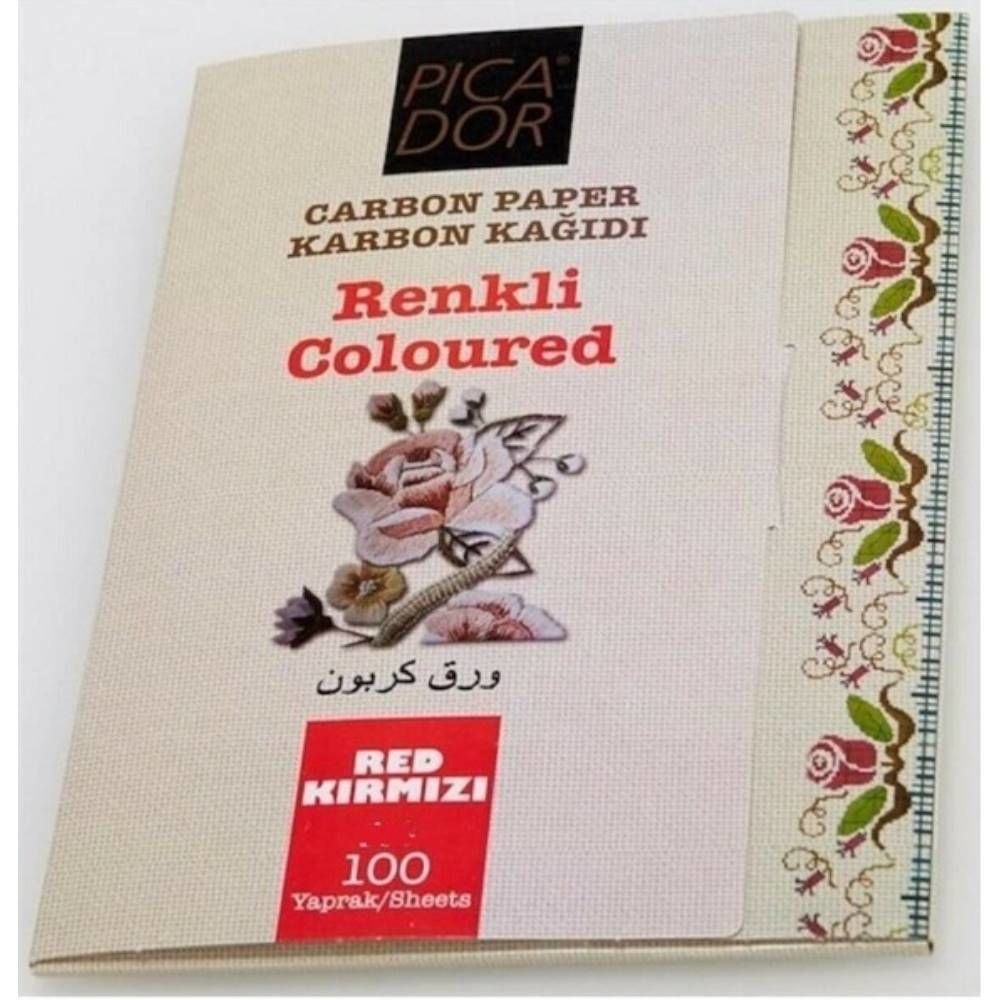 PICA
DOR
CARBON PAPER
KARBON KAĞIDI
Renkli
Coloured
ورق كربون
RED
KIRMIZI
100
Yaprak/Sheets